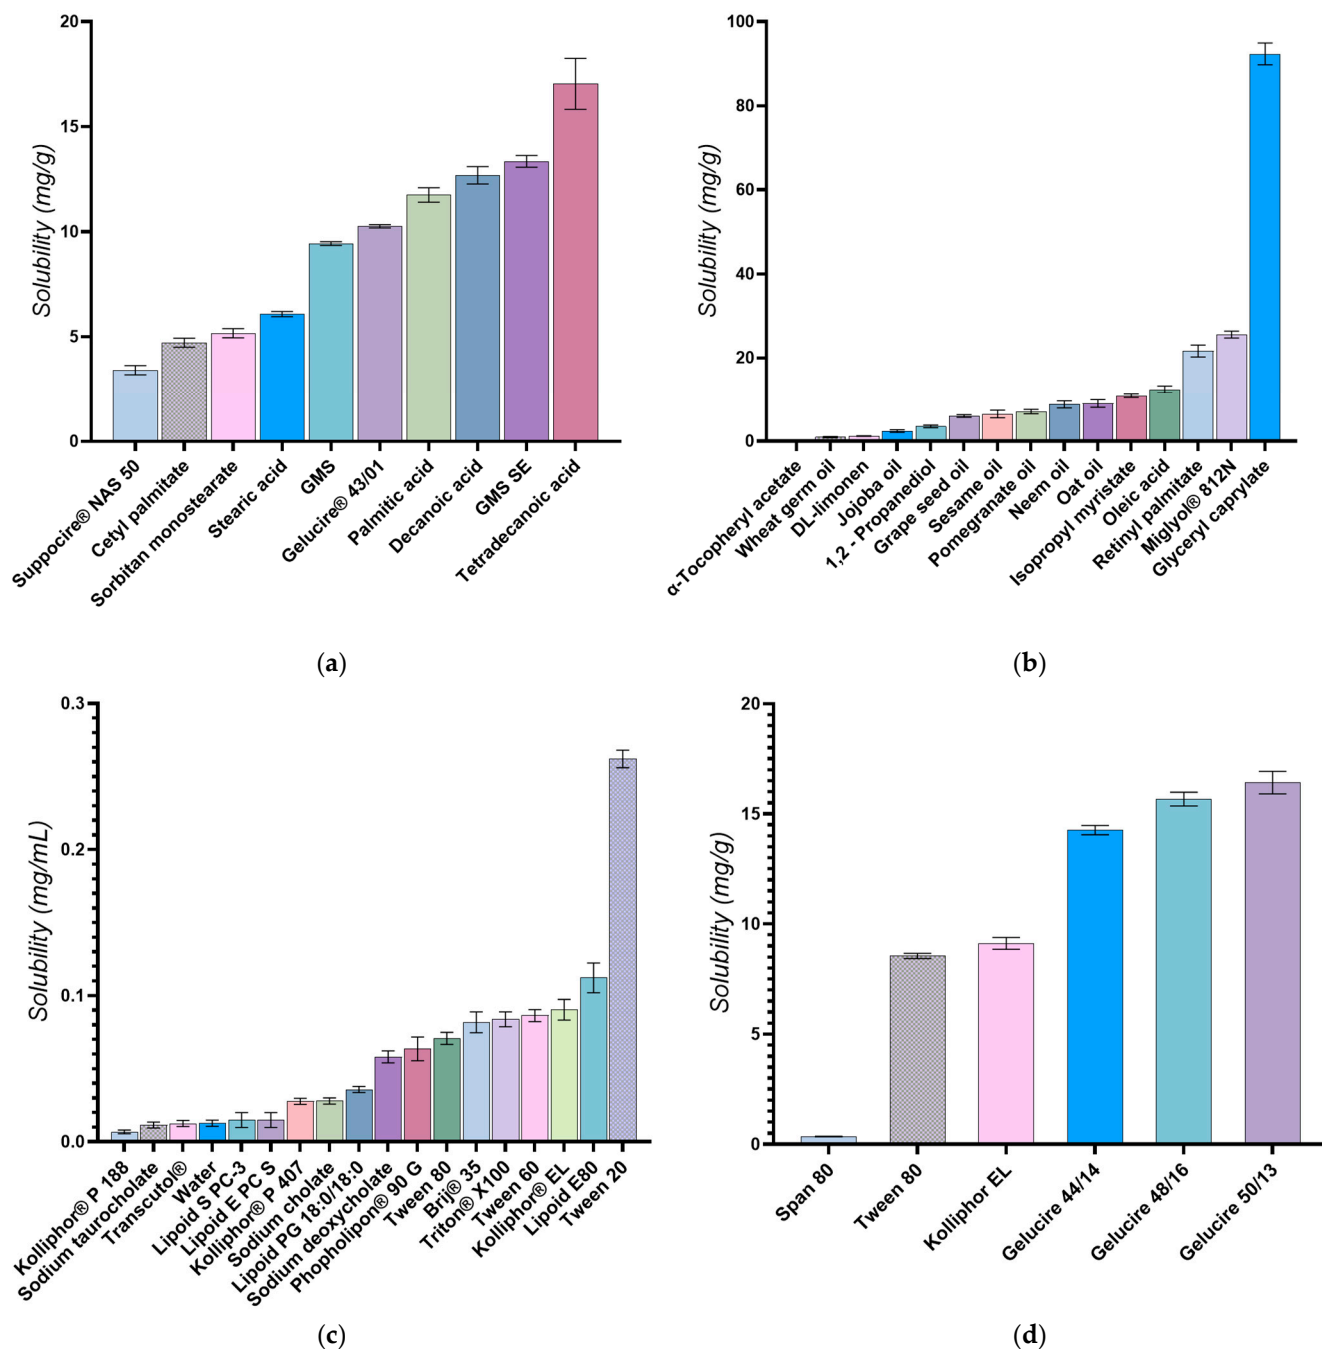 Solubility (mg/g)
20
15
10
5
0
Suppocire® NAS 50
Cetyl palmitate
Sorbitan monostearate
Stearic acid
GMS
Gelucire® 43/01
Palmitic acid
Decanoic acid
GMS SE
Tetradecanoic acid
(a)
Solubility (mg/g)
100
80
60
40
20
0
α-Tocopheryl acetate
Wheat germ oil
DL-limonen
Jojoba oil
1,2 - Propanediol
Grape seed oil
Sesame oil
Pomegranate oil
Neem oil
Oat oil
Isopropyl myristate
Oleic acid
Retinyl palmitate
Miglyol® 812N
Glyceryl caprylate
(b)
Solubility (mg/mL)
0.3
0.2
0.1
0.0
Kolliphor® P 188
Sodium taurocholate
Transcutol®
Water
Lipoid S PC-3
Lipoid E PC S
Kolliphor® P 407
Sodium cholate
Lipoid PG 18:0/18:0
Sodium deoxycholate
Phopholipon® 90 G
Tween 80
Brij® 35
Triton® X100
Tween 60
Kolliphor® EL
Lipoid E80
Tween 20
(c)
Solubility (mg/g)
20
15
10
5
0
Span 80
Tween 80
Kolliphor EL
Gelucire 44/14
Gelucire 48/16
Gelucire 50/13
(d)